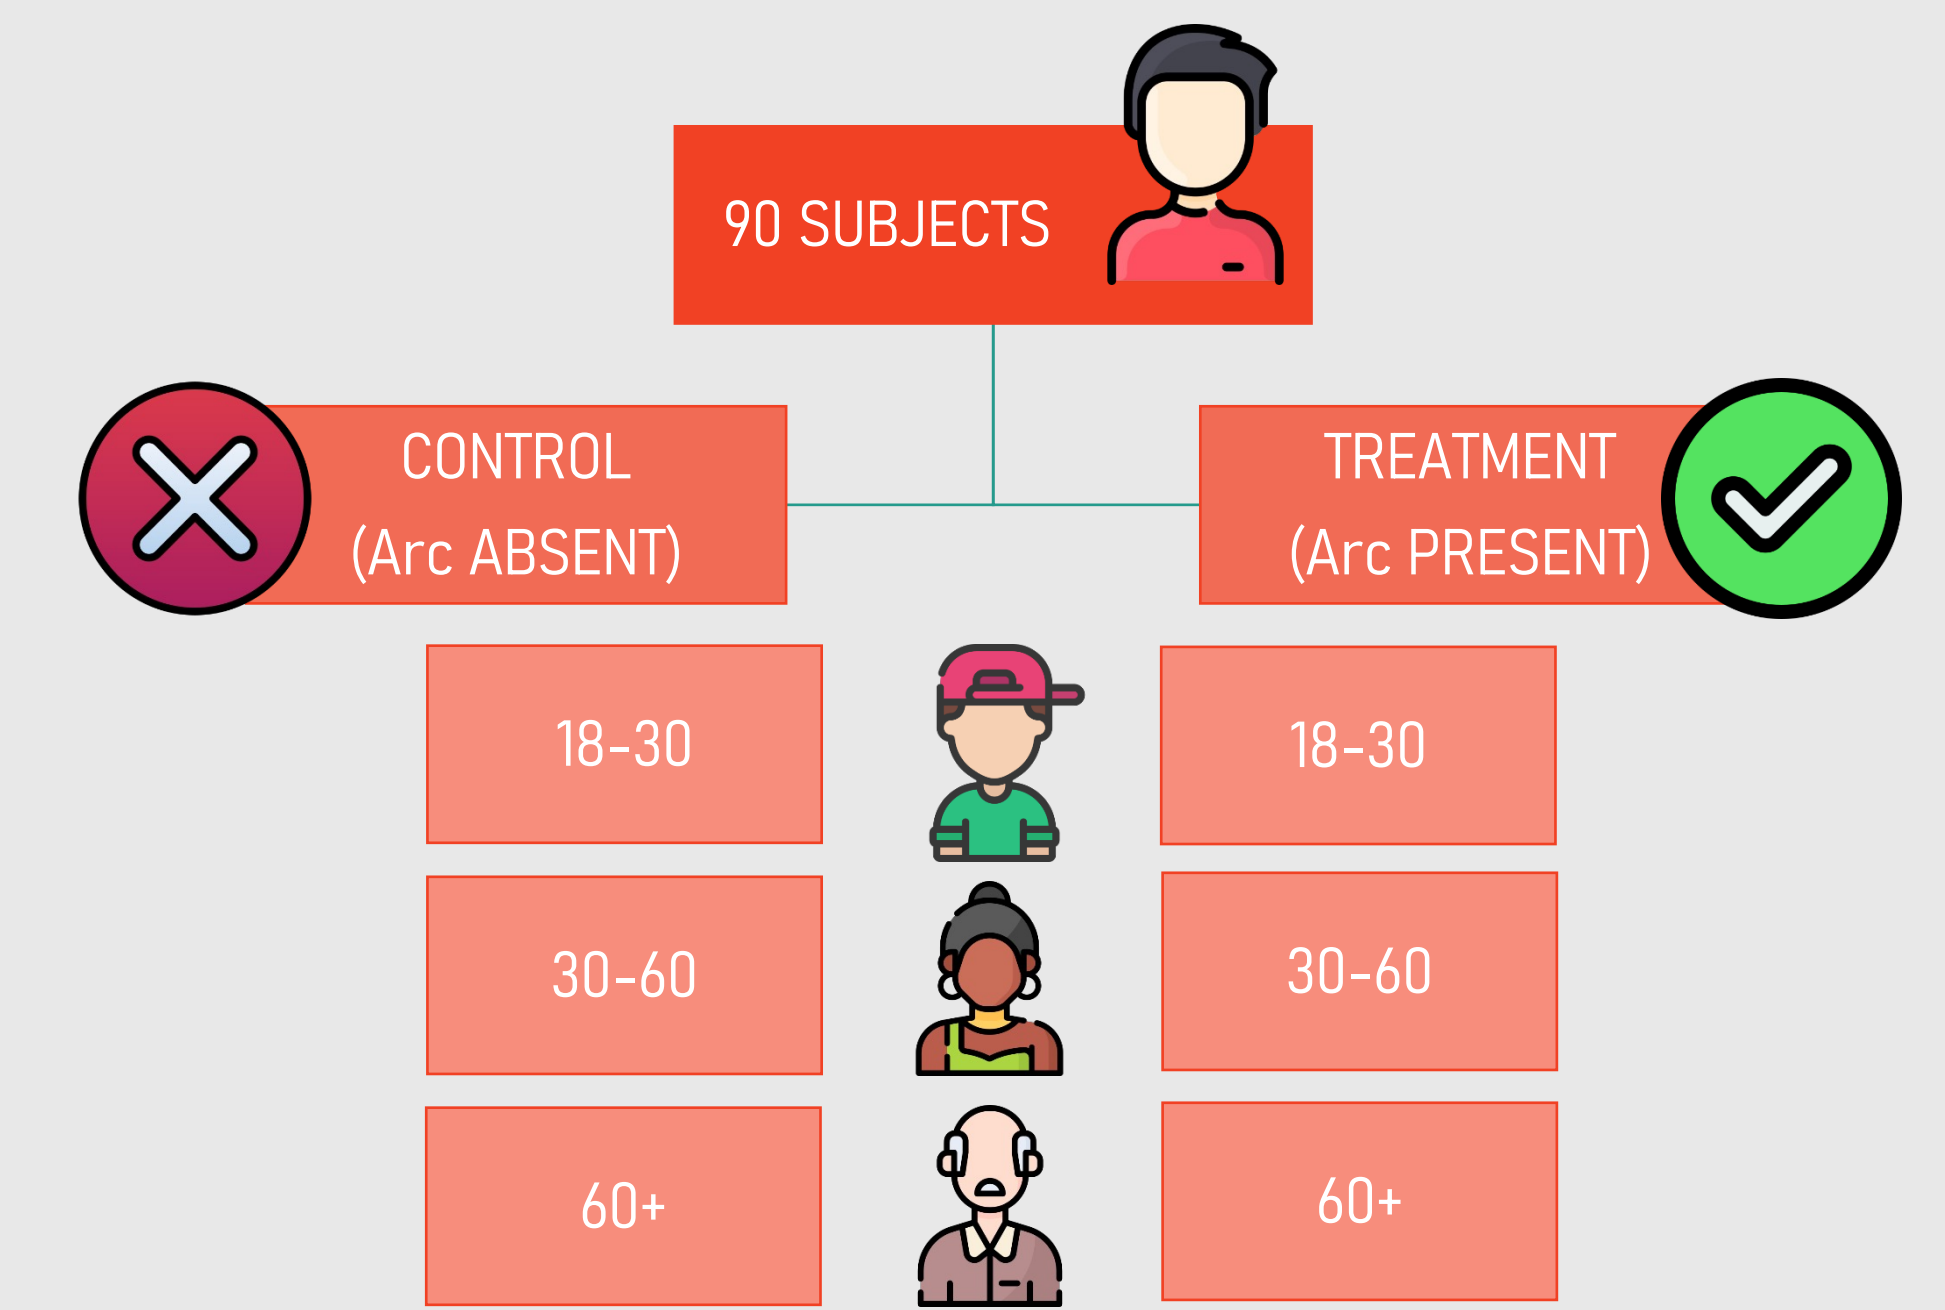 90 SUBJECTS
CONTROL
(Arc ABSENT)
TREATMENT
(Arc PRESENT)
18-30
18-30
30-60
30-60
60+
60+